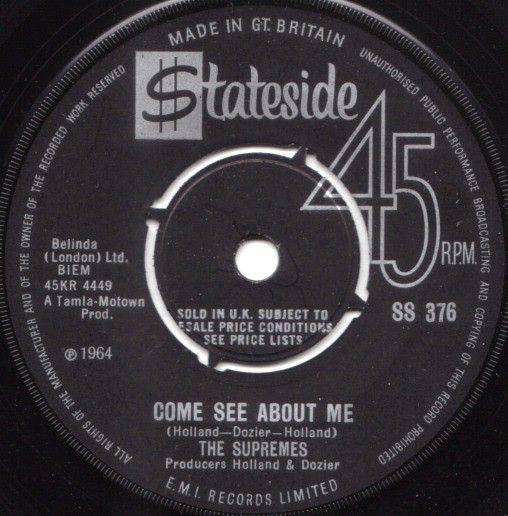 MADE IN GT. BRITAIN
UNAUTHORISED PUBLIC PERFORMANCE BROADCASTING AND COPYING OF THIS RECORD PROHIBITED
ALL RIGHTS OF THE MANUFACTURER AND OF THE OWNER OF THE RECORDED WORK RESERVED
$tateside
45
R.P.M.
Belinda
(London) Ltd.
BIEM
45KR 4449
A Tamla-Motown
Prod.
℗ 1964
SS 376
SOLD IN U.K. SUBJECT TO
RESALE PRICE CONDITIONS
SEE PRICE LISTS
COME SEE ABOUT ME
(Holland—Dozier—Holland)
THE SUPREMES
Producers Holland & Dozier
E.M.I. RECORDS LIMITED